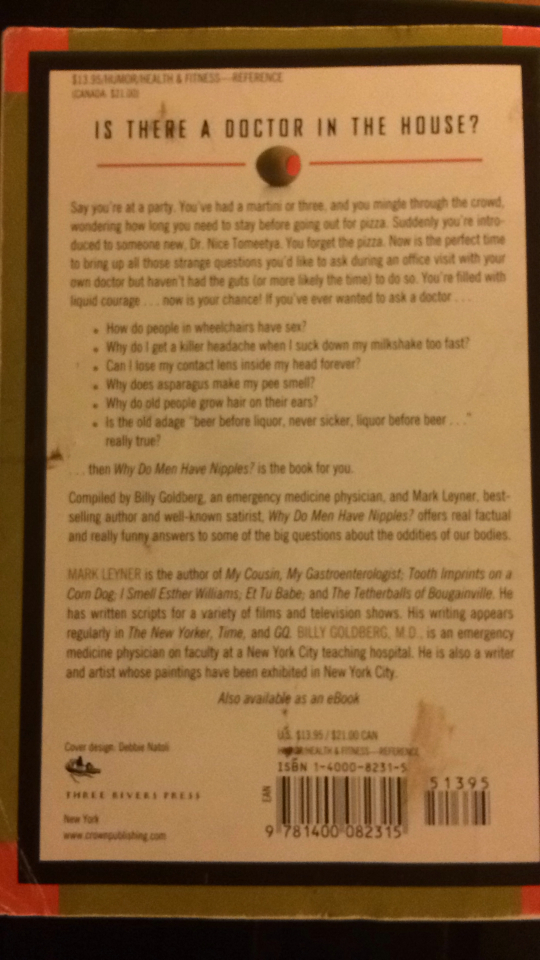 $13.95/HUMOR/HEALTH & FITNESS—REFERENCE
(CANADA: $21.00)
IS THERE A DOCTOR IN THE HOUSE?
Say you're at a party. You've had a martini or three, and you mingle through the crowd,
wondering how long you need to stay before going out for pizza. Suddenly you're intro-
duced to someone new, Dr. Nice Tomeetya. You forget the pizza. Now is the perfect time
to bring up all those strange questions you'd like to ask during an office visit with your
own doctor but haven't had the guts (or more likely the time) to do so. You're filled with
liquid courage . . . now is your chance! If you've ever wanted to ask a doctor . . .
• How do people in wheelchairs have sex?
• Why do I get a killer headache when I suck down my milkshake too fast?
• Can I lose my contact lens inside my head forever?
• Why does asparagus make my pee smell?
• Why do old people grow hair on their ears?
• Is the old adage "beer before liquor, never sicker, liquor before beer . . ."
really true?
. . . then Why Do Men Have Nipples? is the book for you.
Compiled by Billy Goldberg, an emergency medicine physician, and Mark Leyner, best-
selling author and well-known satirist, Why Do Men Have Nipples? offers real factual
and really funny answers to some of the big questions about the oddities of our bodies.
MARK LEYNER is the author of My Cousin, My Gastroenterologist; Tooth Imprints on a
Corn Dog; I Smell Esther Williams; Et Tu Babe; and The Tetherballs of Bougainville. He
has written scripts for a variety of films and television shows. His writing appears
regularly in The New Yorker, Time, and GQ. BILLY GOLDBERG, M.D., is an emergency
medicine physician on faculty at a New York City teaching hospital. He is also a writer
and artist whose paintings have been exhibited in New York City.
Also available as an eBook
Cover design: Debbie Natoli
THREE RIVERS PRESS
New York
www.crownpublishing.com
U.S. $13.95 / $21.00 CAN
HUMOR/HEALTH & FITNESS—REFERENCE
ISBN 1-4000-8231-5
EAN
51395
9 781400 082315